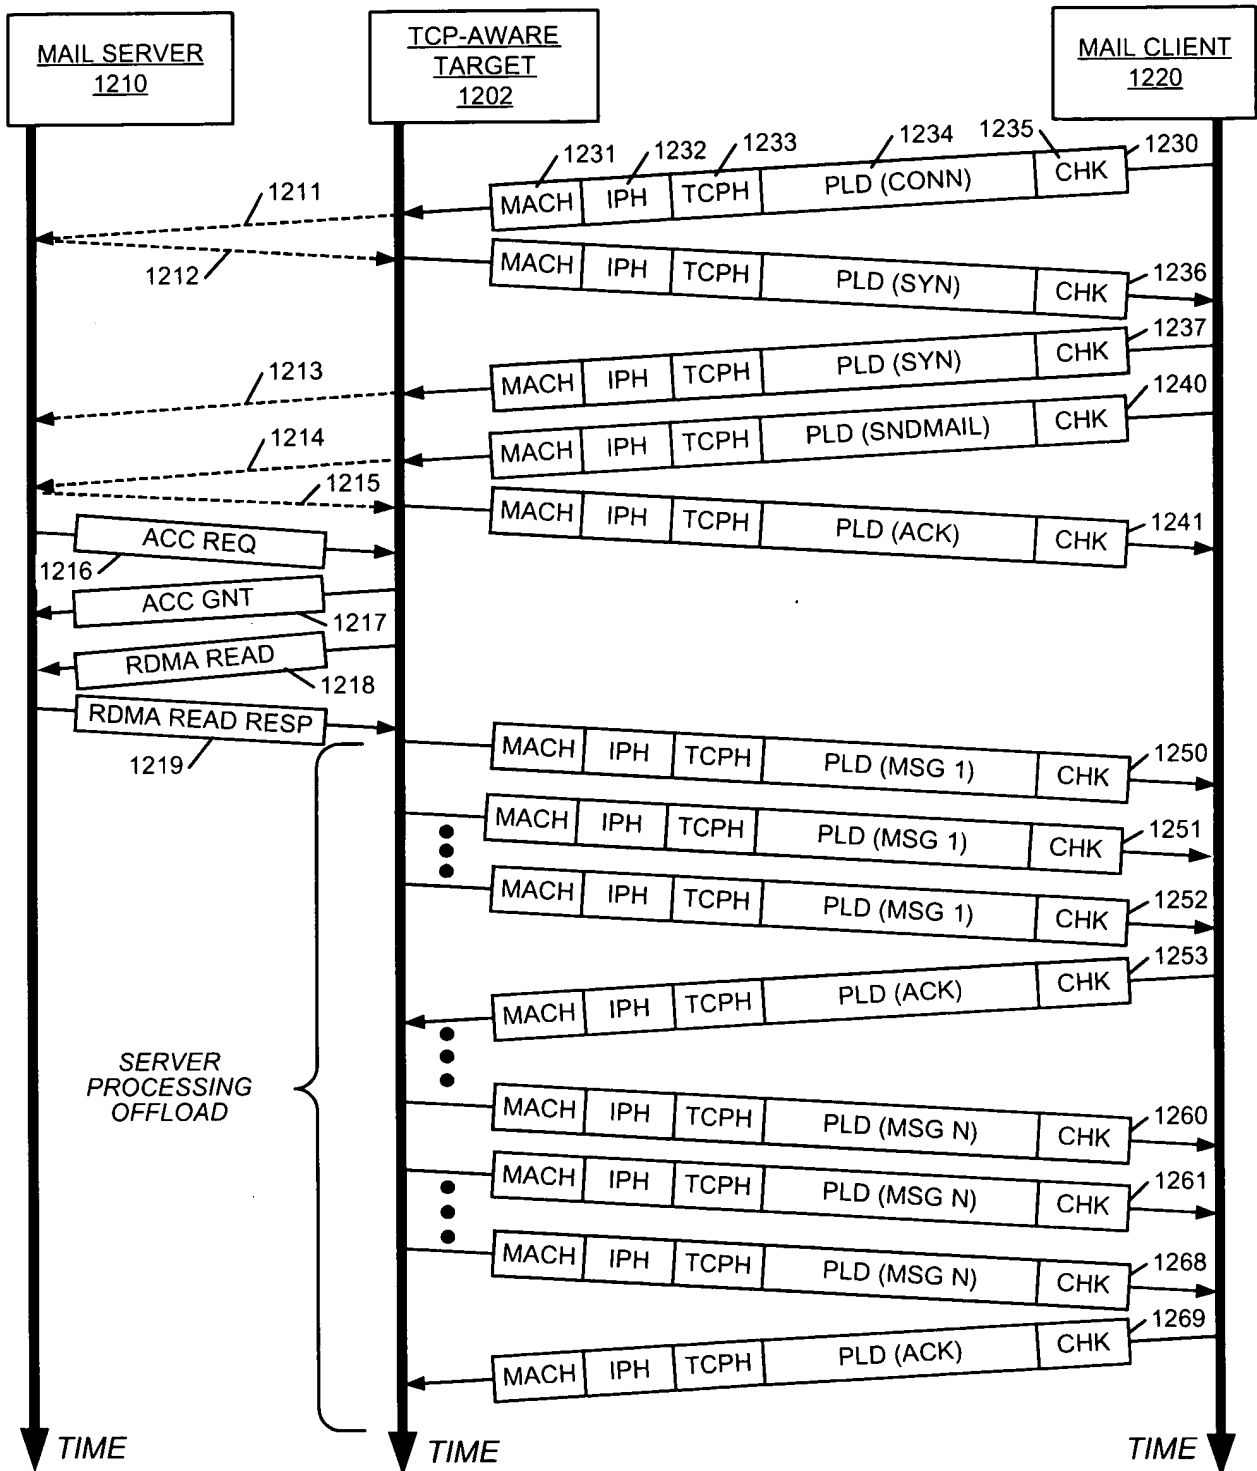 MAIL SERVER
1210
TCP-AWARE
TARGET
1202
MAIL CLIENT
1220
1231
1232
1233
1234
1235
1230
MACH IPH TCPH PLD (CONN) CHK
1211
1212
MACH IPH TCPH PLD (SYN) CHK
1236
1237
MACH IPH TCPH PLD (SYN) CHK
1213
1240
MACH IPH TCPH PLD (SNDMAIL) CHK
1214
1215
MACH IPH TCPH PLD (ACK) CHK
1241
ACC REQ
1216
ACC GNT
1217
RDMA READ
1218
RDMA READ RESP
1219
MACH IPH TCPH PLD (MSG 1) CHK
1250
MACH IPH TCPH PLD (MSG 1) CHK
1251
MACH IPH TCPH PLD (MSG 1) CHK
1252
1253
MACH IPH TCPH PLD (ACK) CHK
SERVER
PROCESSING
OFFLOAD
MACH IPH TCPH PLD (MSG N) CHK
1260
MACH IPH TCPH PLD (MSG N) CHK
1261
MACH IPH TCPH PLD (MSG N) CHK
1268
1269
MACH IPH TCPH PLD (ACK) CHK
TIME
TIME
TIME